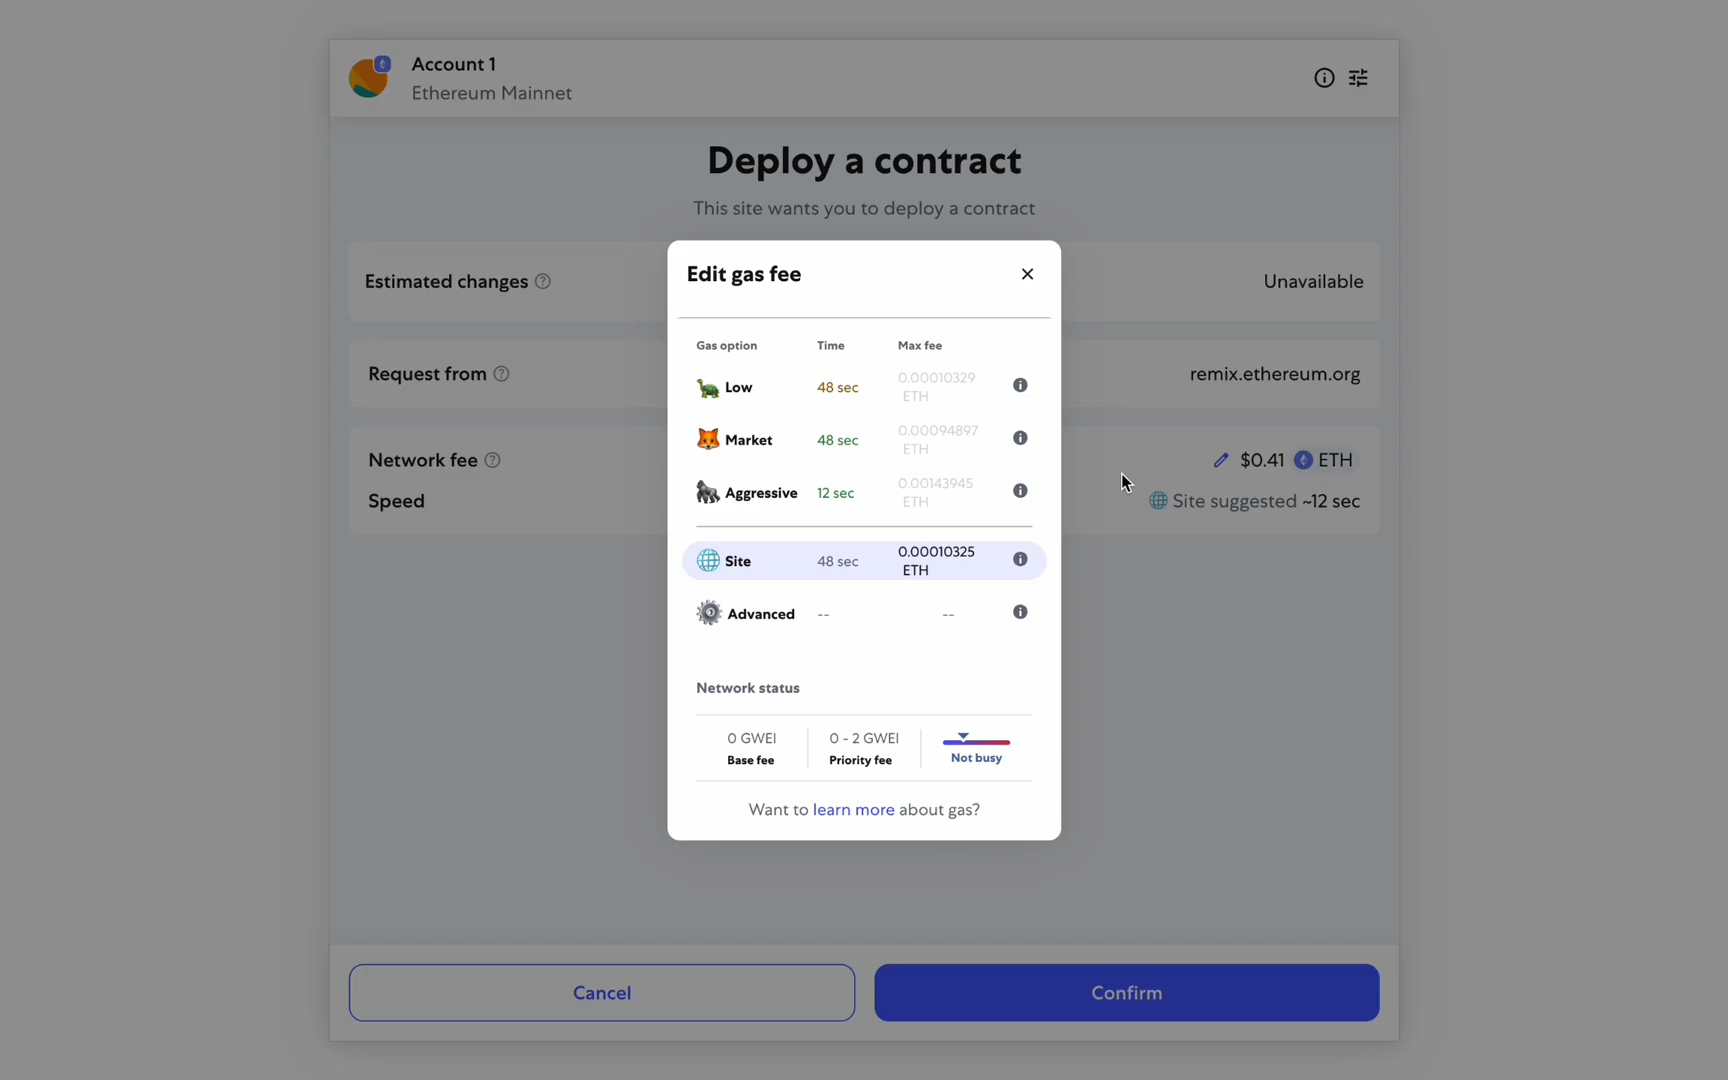 Account 1
Ethereum Mainnet
Deploy a contract
This site wants you to deploy a contract
Estimated changes
Unavailable
Request from
remix.ethereum.org
Network fee
$0.41 ETH
Speed
Site suggested ~12 sec
Edit gas fee
Gas option Time Max fee
Low 48 sec 0.00010329
ETH
Market 48 sec 0.00094897
ETH
Aggressive 12 sec 0.00143945
ETH
Site 48 sec 0.00010325
ETH
Advanced -- --
Network status
0 GWEI 0 - 2 GWEI
Base fee Priority fee Not busy
Want to learn more about gas?
Cancel
Confirm